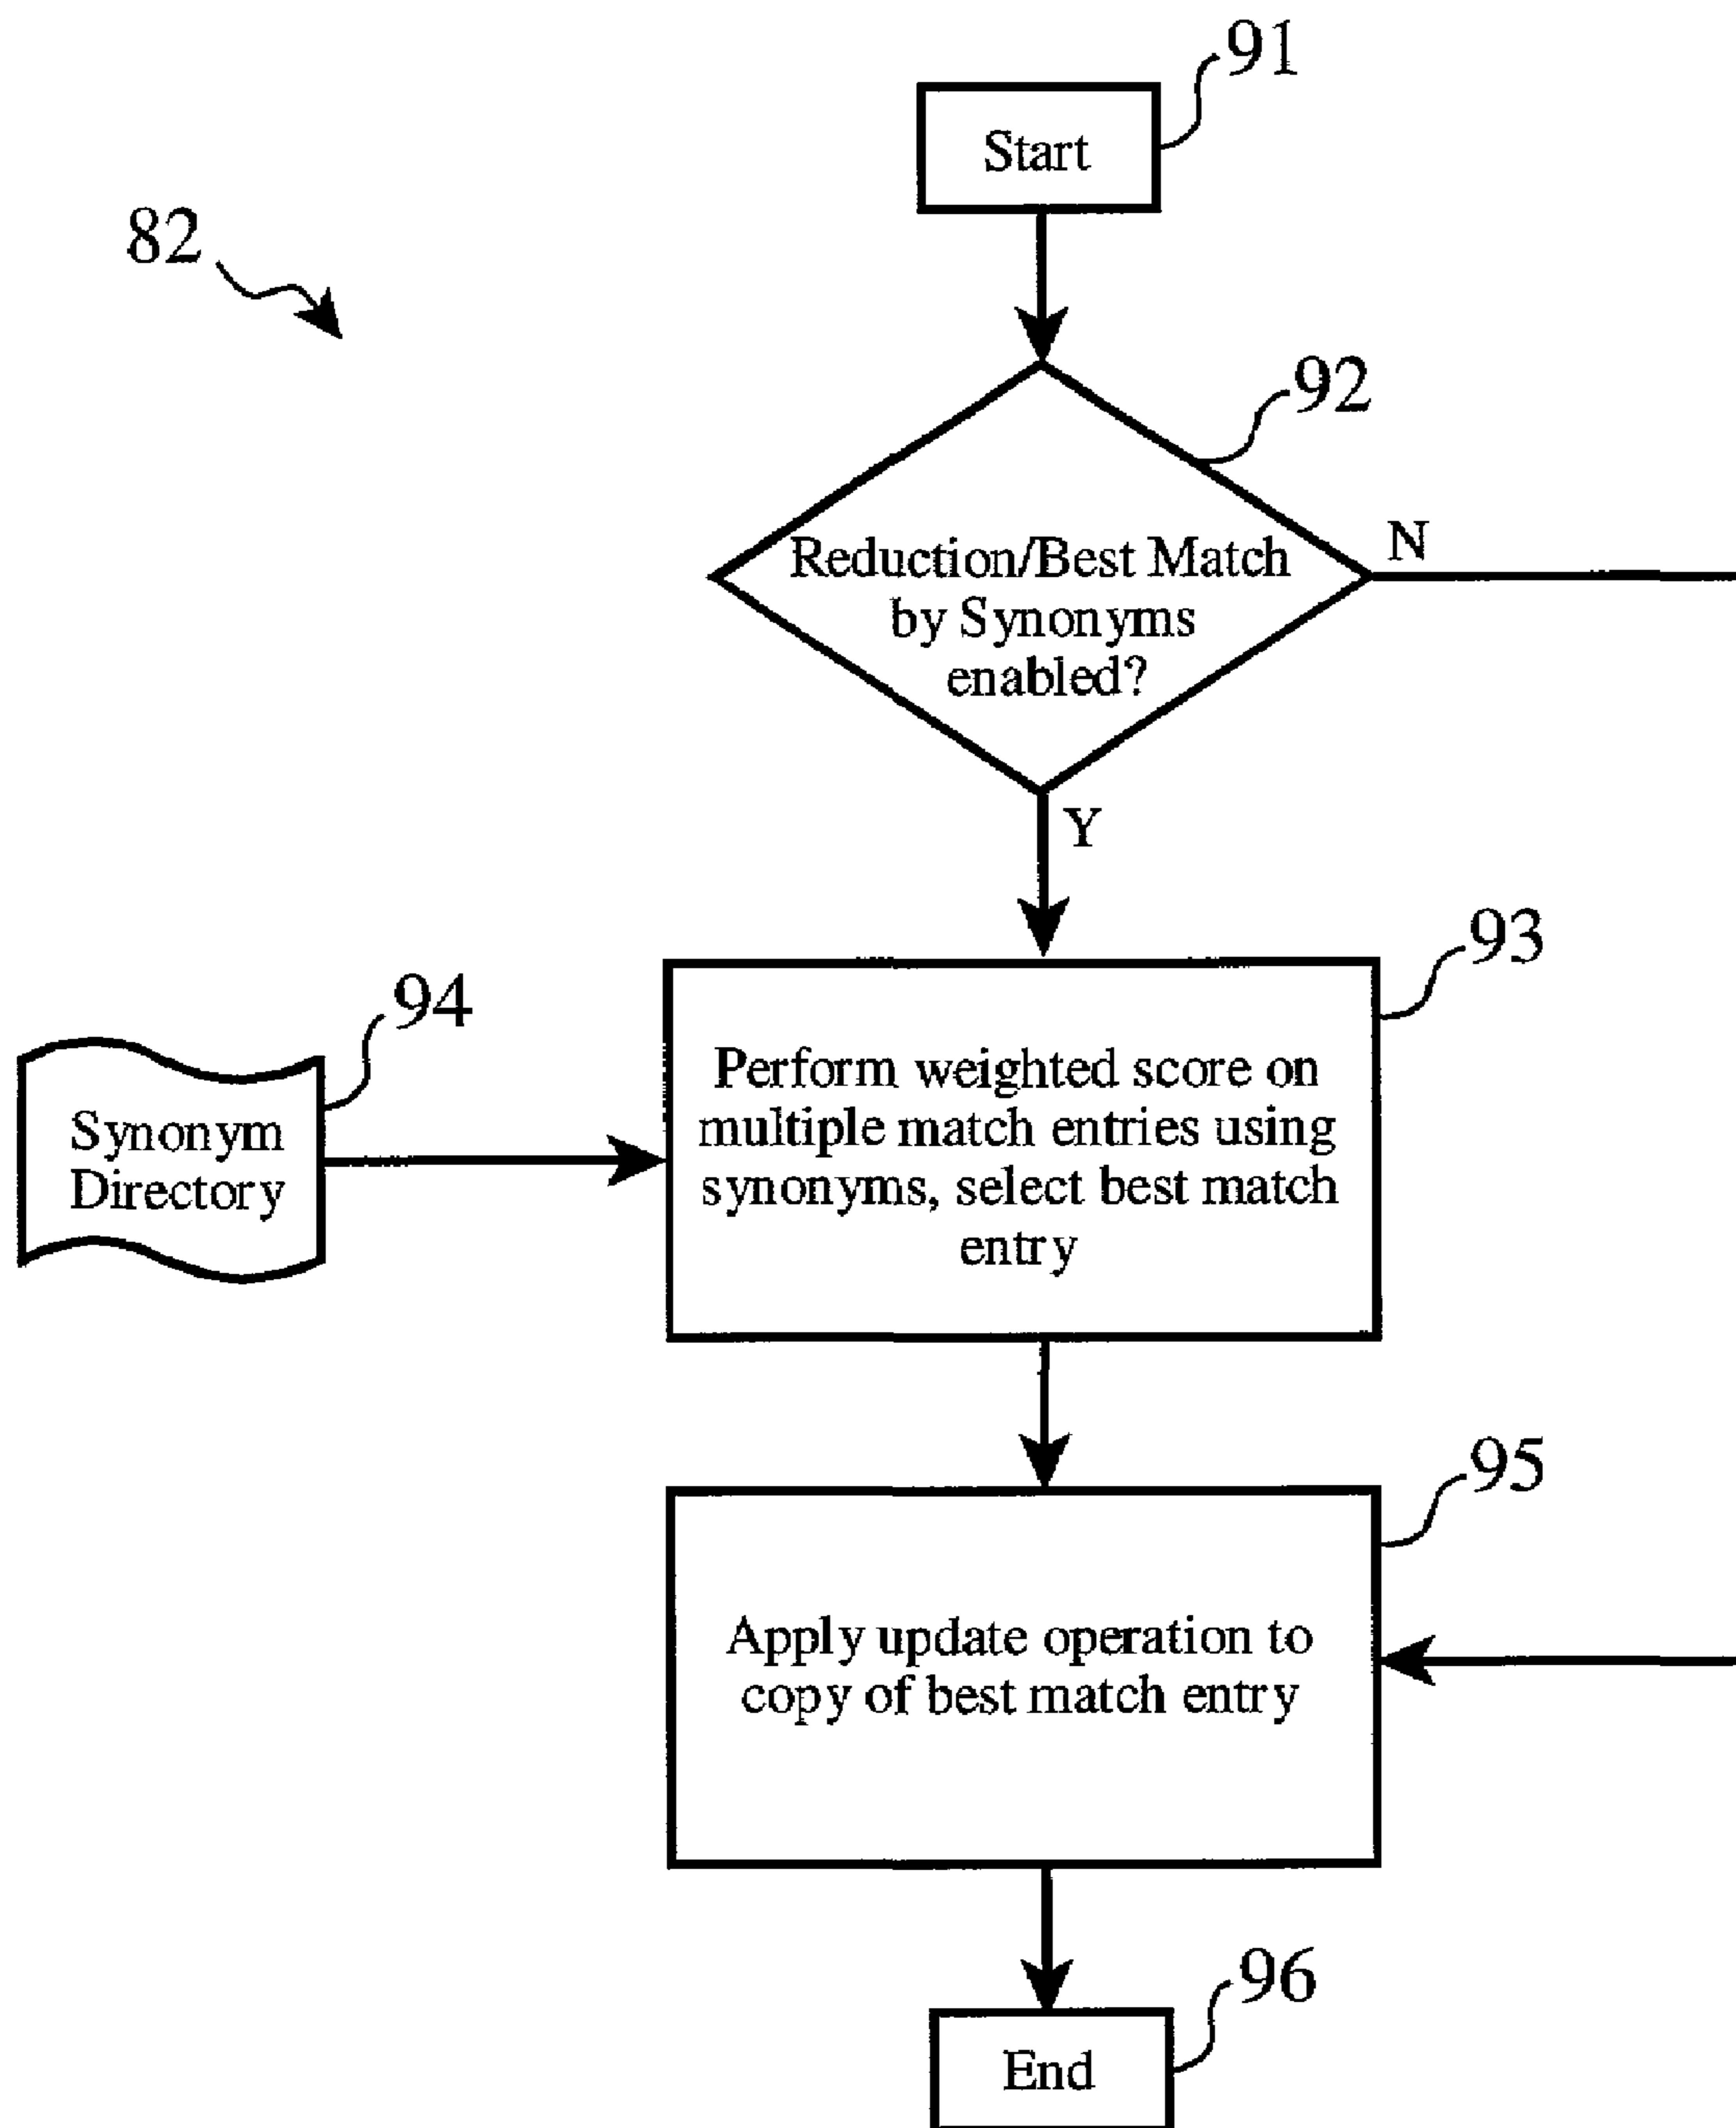 91
Start
82
92
Reduction/Best Match
by Synonyms
enabled?
N
Y
93
94
Perform weighted score on
multiple match entries using
synonyms, select best match
entry
Synonym
Directory
95
Apply update operation to
copy of best match entry
96
End